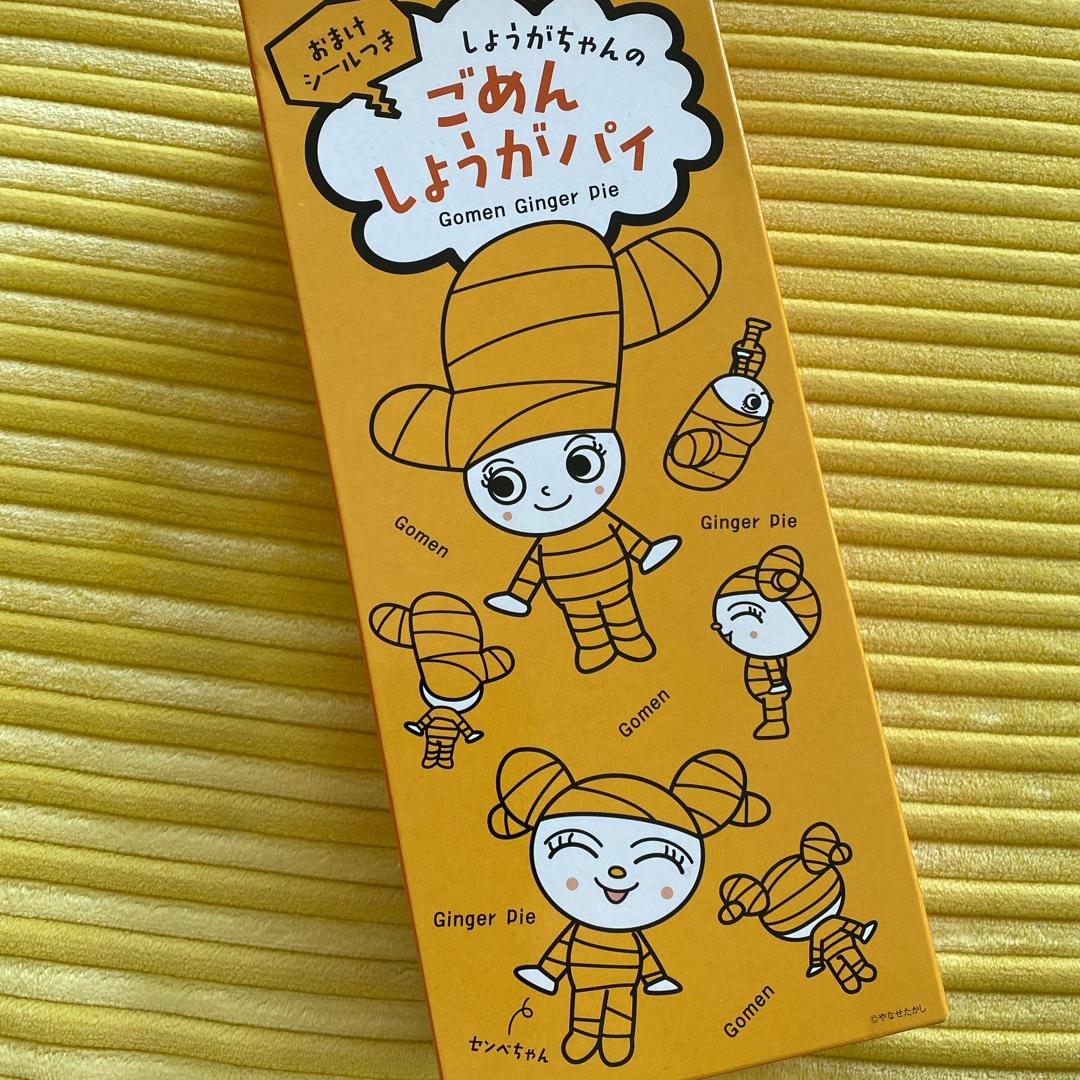 おまけ
シールつき
しょうがちゃんの
ごめん
しょうがパイ
Gomen Ginger Pie
Gomen
Ginger Pie
Gomen
Ginger Pie
Gomen
センベちゃん
©やなせたかし